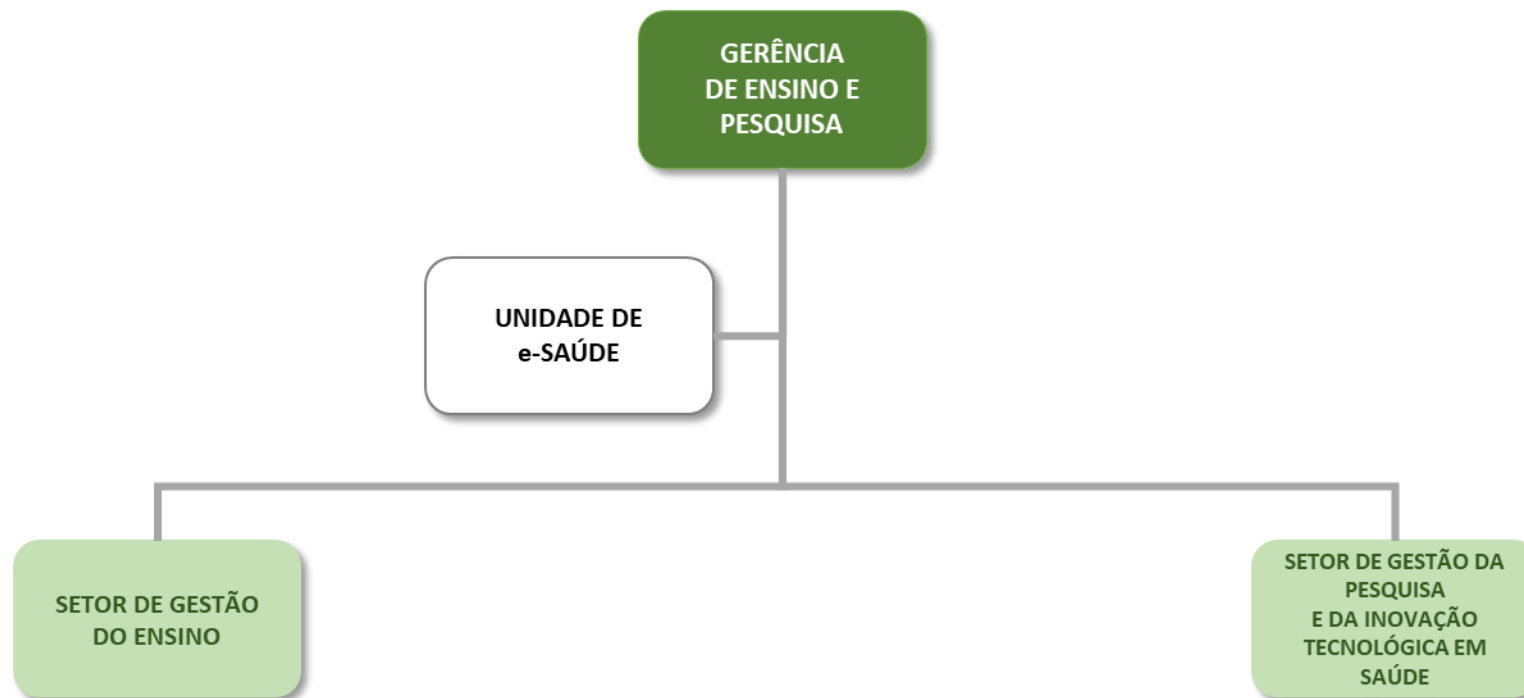 GERÊNCIA
DE ENSINO E
PESQUISA
UNIDADE DE
e-SAÚDE
SETOR DE GESTÃO
DO ENSINO
SETOR DE GESTÃO DA
PESQUISA
E DA INOVAÇÃO
TECNOLÓGICA EM
SAÚDE